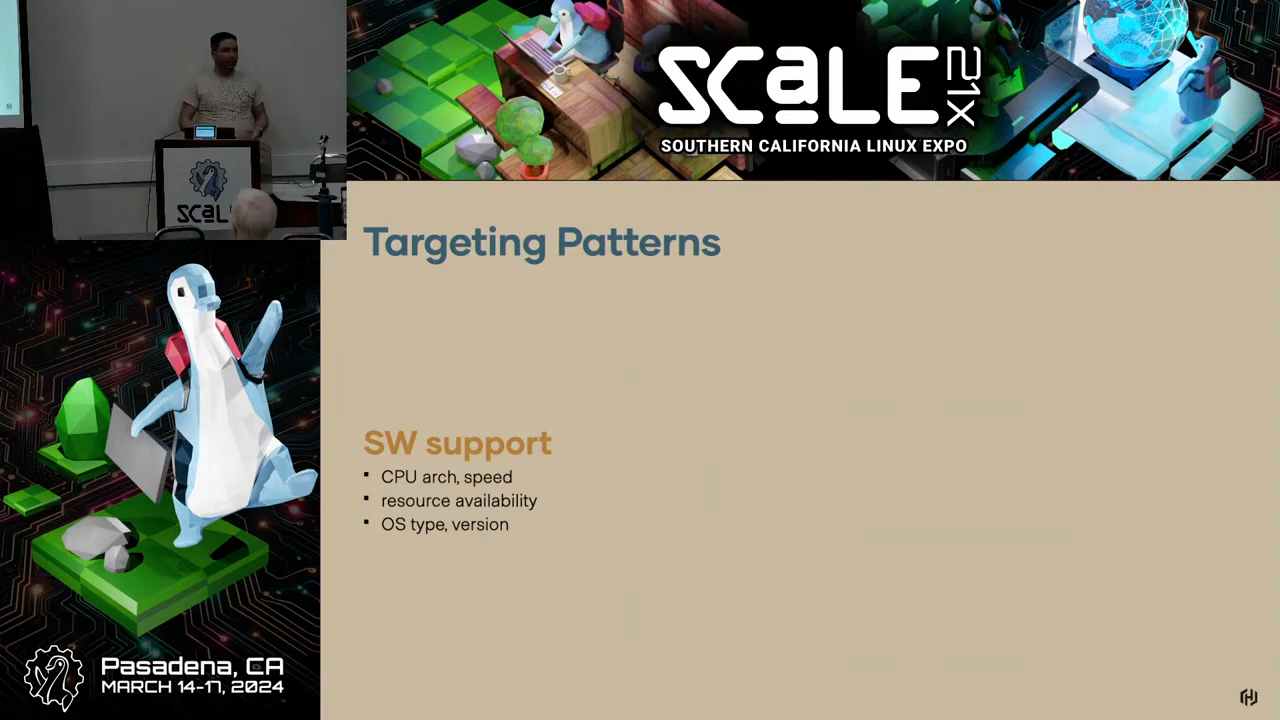 SCaLE 21X
SOUTHERN CALIFORNIA LINUX EXPO
SCaLE
Targeting Patterns
SW support
▪ CPU arch, speed
▪ resource availability
▪ OS type, version
Pasadena, CA
MARCH 14-17, 2024